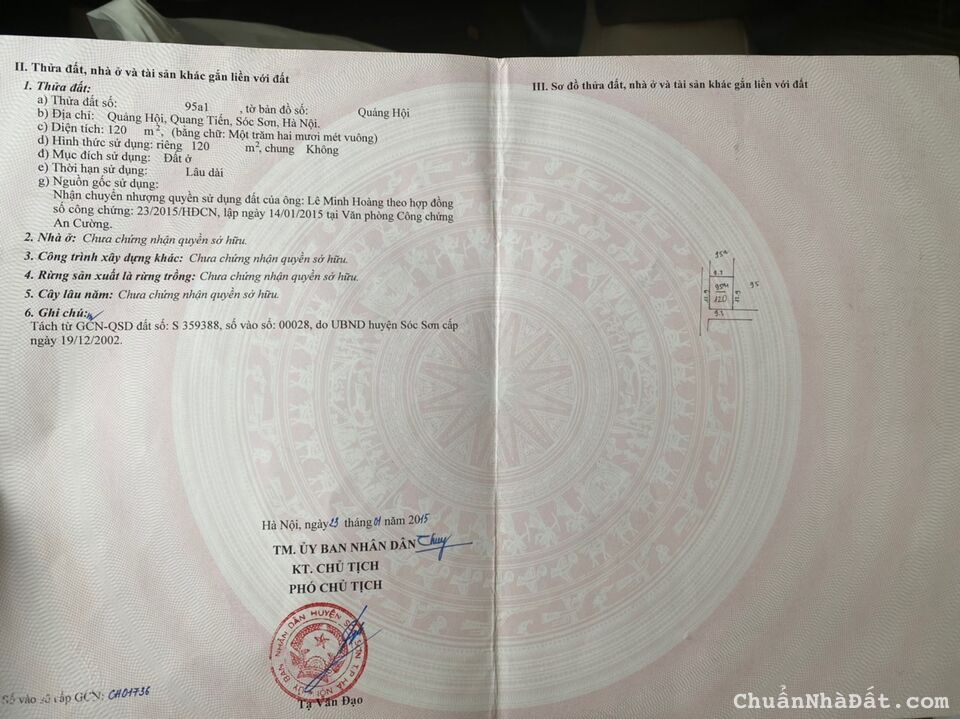 II. Thửa đất, nhà ở và tài sản khác gắn liền với đất
1. Thửa đất:
a) Thửa đất số: 95a1 , tờ bản đồ số: Quảng Hội
b) Địa chỉ: Quảng Hội, Quang Tiến, Sóc Sơn, Hà Nội.
c) Diện tích: 120 m², (bằng chữ: Một trăm hai mươi mét vuông)
d) Hình thức sử dụng: riêng 120 m², chung Không
đ) Mục đích sử dụng: Đất ở
e) Thời hạn sử dụng: Lâu dài
g) Nguồn gốc sử dụng:
Nhận chuyển nhượng quyền sử dụng đất của ông: Lê Minh Hoàng theo hợp đồng
số công chứng: 23/2015/HĐCN, lập ngày 14/01/2015 tại Văn phòng Công chứng
An Cường.
2. Nhà ở: Chưa chứng nhận quyền sở hữu.
3. Công trình xây dựng khác: Chưa chứng nhận quyền sở hữu.
4. Rừng sản xuất là rừng trồng: Chưa chứng nhận quyền sở hữu.
5. Cây lâu năm: Chưa chứng nhận quyền sở hữu.
6. Ghi chú:
Tách từ GCN-QSD đất số: S 359388, số vào sổ: 00028, do UBND huyện Sóc Sơn cấp
ngày 19/12/2002.
Hà Nội, ngày 23 tháng 01 năm 2015
TM. ỦY BAN NHÂN DÂN
KT. CHỦ TỊCH
PHÓ CHỦ TỊCH
Tạ Văn Đạo
Số vào sổ cấp GCN: CH01736
III. Sơ đồ thửa đất, nhà ở và tài sản khác gắn liền với đất
9.1
95
120
9.1
ChuẩnNhàĐất.com